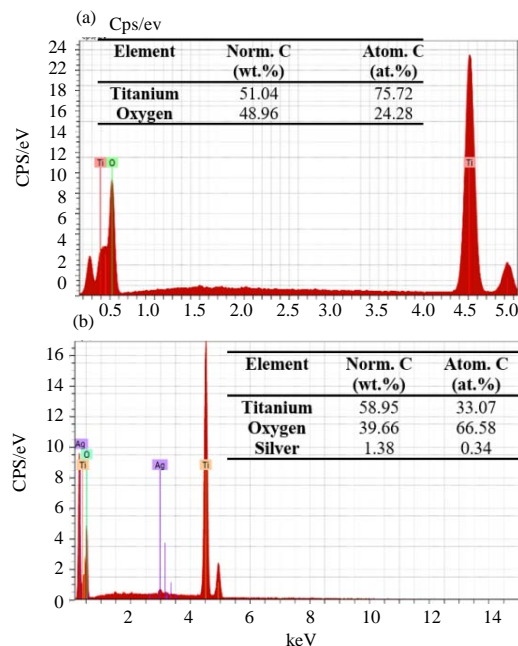 (a) Cps/ev
Element Norm. C (wt.%) Atom. C (at.%)
Titanium 51.04 75.72
Oxygen 48.96 24.28
24
22
20
18
16
14
12
10
8
6
4
2
0
CPS/eV
Ti O
Ti
0.5 1.0 1.5 2.0 2.5 3.0 3.5 4.0 4.5 5.0
(b)
Element Norm. C (wt.%) Atom. C (at.%)
Titanium 58.95 33.07
Oxygen 39.66 66.58
Silver 1.38 0.34
16
14
12
10
8
6
4
2
0
CPS/eV
Ag
O
Ti
Ag
Ti
2 4 6 8 10 12 14
keV